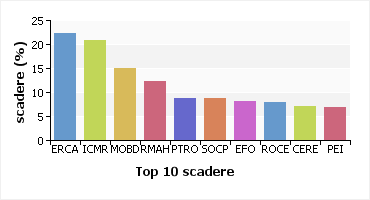 25
20
15
10
5
0
scadere (%)
ERCA ICMR MOBD RMAH PTRO SOCP EFO ROCE CERE PEI
Top 10 scadere